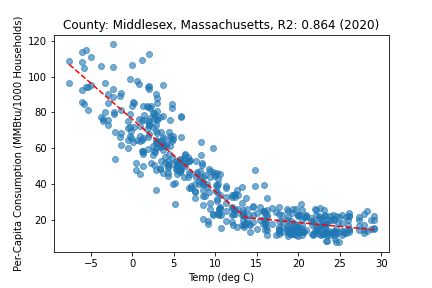 County: Middlesex, Massachusetts, R2: 0.864 (2020)
Per-Capita Consumption (MMBtu/1000 Households)
120
100
80
60
40
20
−5 0 5 10 15 20 25 30
Temp (deg C)